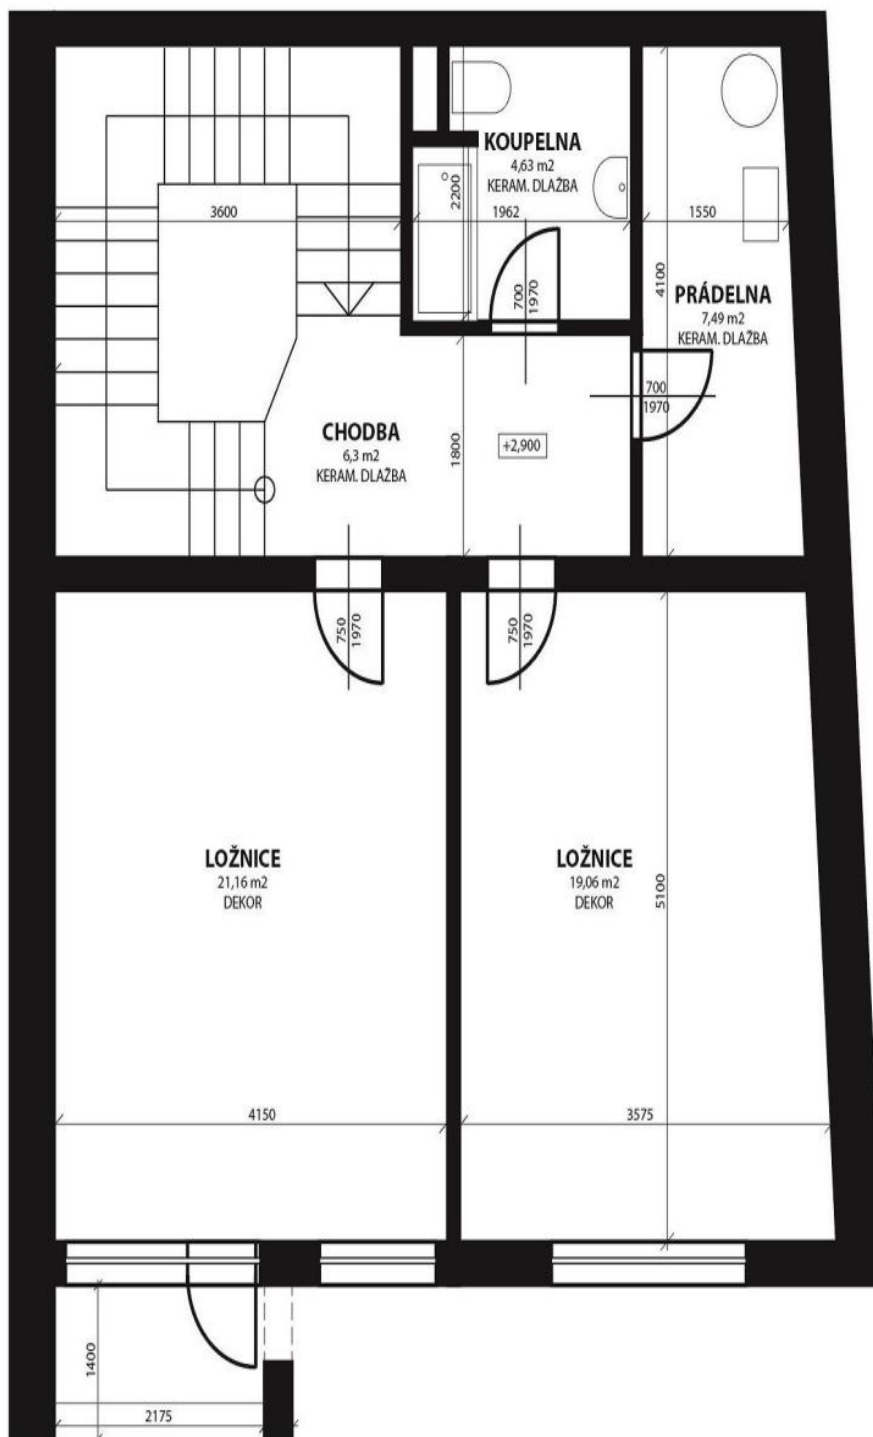 KOUPELNA
4,63 m2
KERAM. DLAŽBA
2200
3600
1962
1550
700
1970
4100
PRÁDELNA
7,49 m2
KERAM. DLAŽBA
700
1970
CHODBA
6,3 m2
KERAM. DLAŽBA
1800
+2,900
750
1970
750
1970
LOŽNICE
21,16 m2
DEKOR
LOŽNICE
19,06 m2
DEKOR
5100
4150
3575
1400
2175